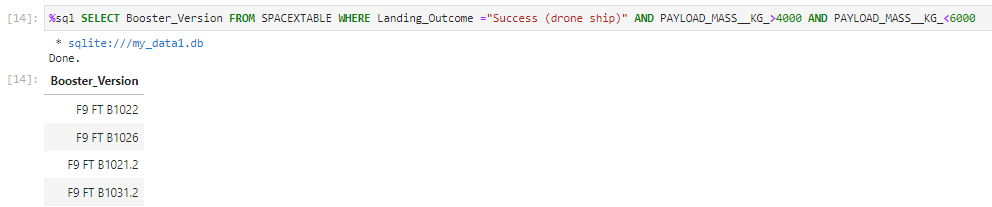 [14]: %sql SELECT Booster_Version FROM SPACEXTABLE WHERE Landing_Outcome ="Success (drone ship)" AND PAYLOAD_MASS__KG_>4000 AND PAYLOAD_MASS__KG_<6000
* sqlite:///my_data1.db
Done.
[14]: Booster_Version
F9 FT B1022
F9 FT B1026
F9 FT B1021.2
F9 FT B1031.2